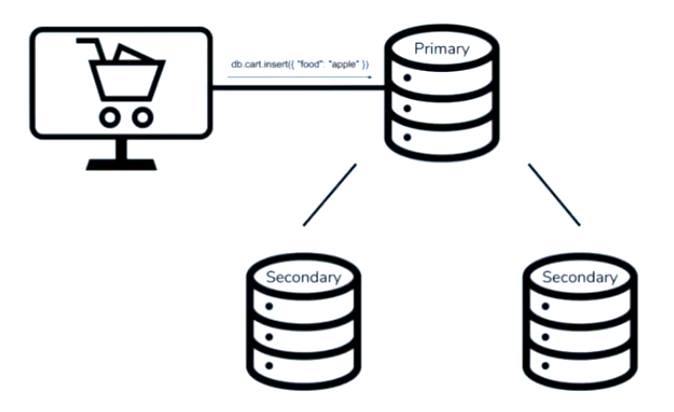 Primary
db.cart.insert({ "food": "apple" })
Secondary
Secondary